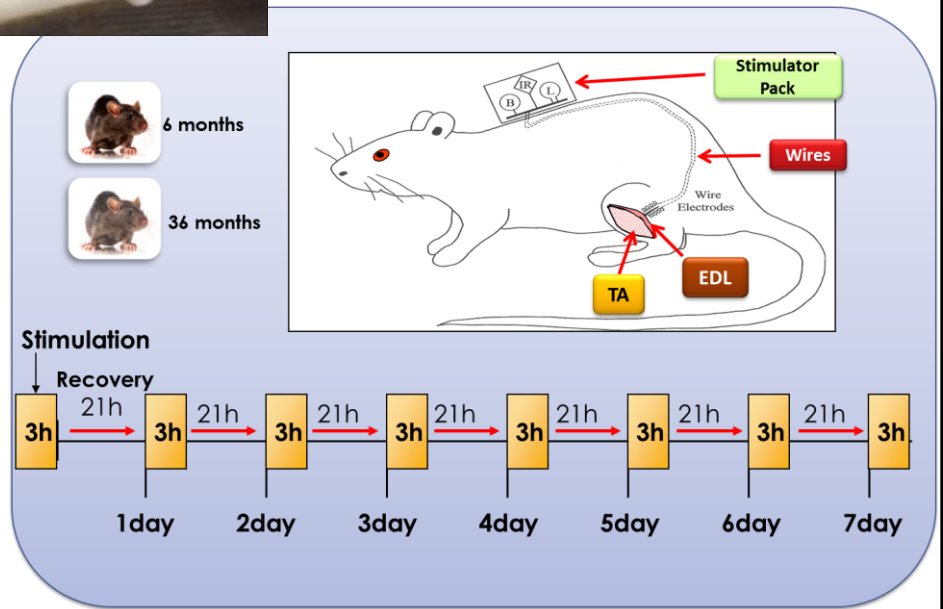 6 months
36 months
Stimulator
Pack
IR
B
L
Wires
Wire
Electrodes
TA
EDL
Stimulation
Recovery
21h
21h
21h
21h
21h
21h
21h
3h
3h
3h
3h
3h
3h
3h
3h
1day
2day
3day
4day
5day
6day
7day